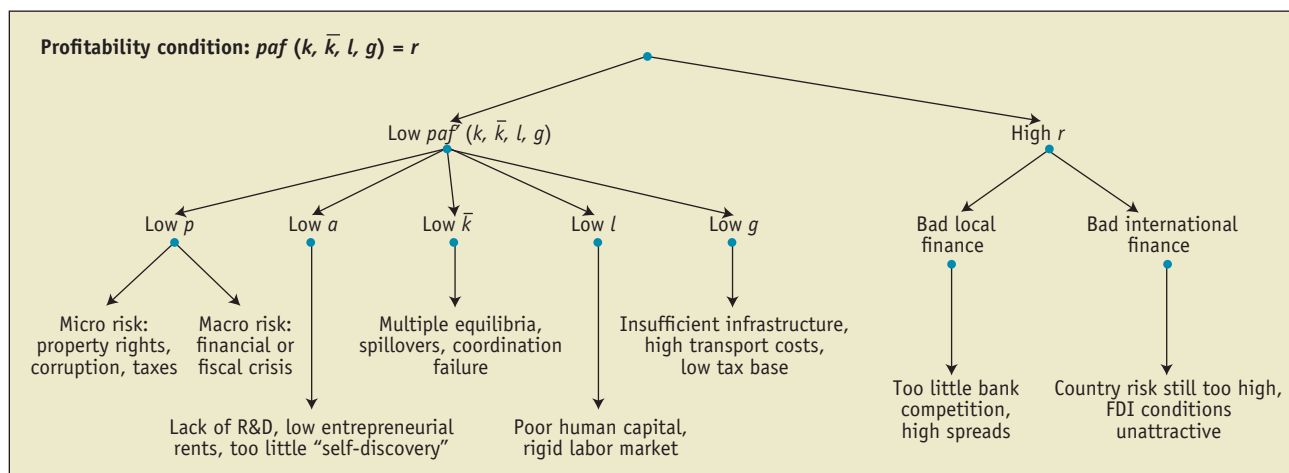 Profitability condition: paf (k, k̅, l, g) = r
Low paf′ (k, k̅, l, g)
High r
Low p
Low a
Low k̅
Low l
Low g
Bad local
finance
Bad international
finance
Micro risk:
property rights,
corruption, taxes
Macro risk:
financial or
fiscal crisis
Multiple equilibria,
spillovers, coordination
failure
Insufficient infrastructure,
high transport costs,
low tax base
Lack of R&D, low entrepreneurial
rents, too little “self-discovery”
Poor human capital,
rigid labor market
Too little bank
competition,
high spreads
Country risk still too high,
FDI conditions
unattractive